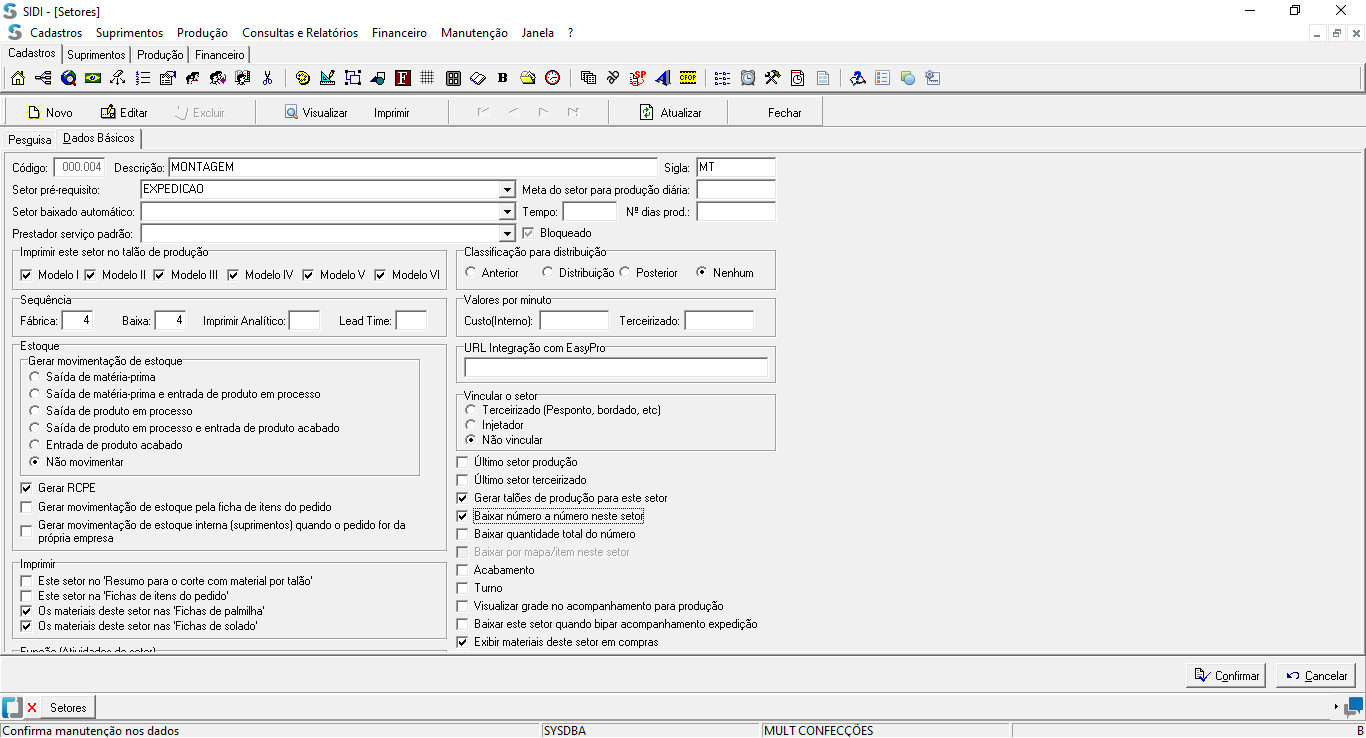 SIDI - [Setores]
Cadastros Suprimentos Produção Consultas e Relatórios Financeiro Manutenção Janela ?
Cadastros Suprimentos Produção Financeiro
F B SP CFOP
Novo Editar Excluir Visualizar Imprimir Atualizar Fechar
Pesquisa Dados Básicos
Código: 000.004 Descrição: MONTAGEM Sigla: MT
Setor pré-requisito: EXPEDICAO Meta do setor para produção diária:
Setor baixado automático: Tempo: Nº dias prod.:
Prestador serviço padrão: Bloqueado
Imprimir este setor no talão de produção
Modelo I Modelo II Modelo III Modelo IV Modelo V Modelo VI
Classificação para distribuição
Anterior Distribuição Posterior Nenhum
Sequência
Fábrica: 4 Baixa: 4 Imprimir Analítico: Lead Time:
Valores por minuto
Custo(Interno): Terceirizado:
Estoque
Gerar movimentação de estoque
Saída de matéria-prima
Saída de matéria-prima e entrada de produto em processo
Saída de produto em processo
Saída de produto em processo e entrada de produto acabado
Entrada de produto acabado
Não movimentar
Gerar RCPE
Gerar movimentação de estoque pela ficha de itens do pedido
Gerar movimentação de estoque interna (suprimentos) quando o pedido for da
própria empresa
Imprimir
Este setor no 'Resumo para o corte com material por talão'
Este setor na 'Fichas de itens do pedido'
Os materiais deste setor nas 'Fichas de palmilha'
Os materiais deste setor nas 'Fichas de solado'
Função (Atividades do setor)
URL Integração com EasyPro
Vincular o setor
Terceirizado (Pesponto, bordado, etc)
Injetador
Não vincular
Último setor produção
Último setor terceirizado
Gerar talões de produção para este setor
Baixar número a número neste setor
Baixar quantidade total do número
Baixar por mapa/item neste setor
Acabamento
Turno
Visualizar grade no acompanhamento para produção
Baixar este setor quando bipar acompanhamento expedição
Exibir materiais deste setor em compras
Confirmar Cancelar
Setores
Confirma manutenção nos dados SYSDBA MULT CONFECÇÕES B